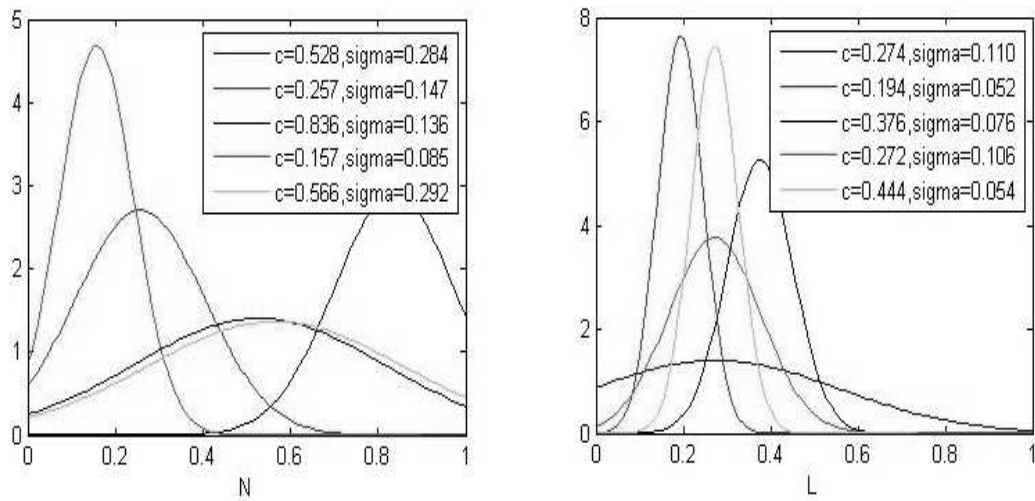 5
4
3
2
1
0
0
0.2
0.4
0.6
0.8
1
N
c=0.528,sigma=0.284
c=0.257,sigma=0.147
c=0.836,sigma=0.136
c=0.157,sigma=0.085
c=0.566,sigma=0.292
8
6
4
2
0
0
0.2
0.4
0.6
0.8
1
L
c=0.274,sigma=0.110
c=0.194,sigma=0.052
c=0.376,sigma=0.076
c=0.272,sigma=0.106
c=0.444,sigma=0.054